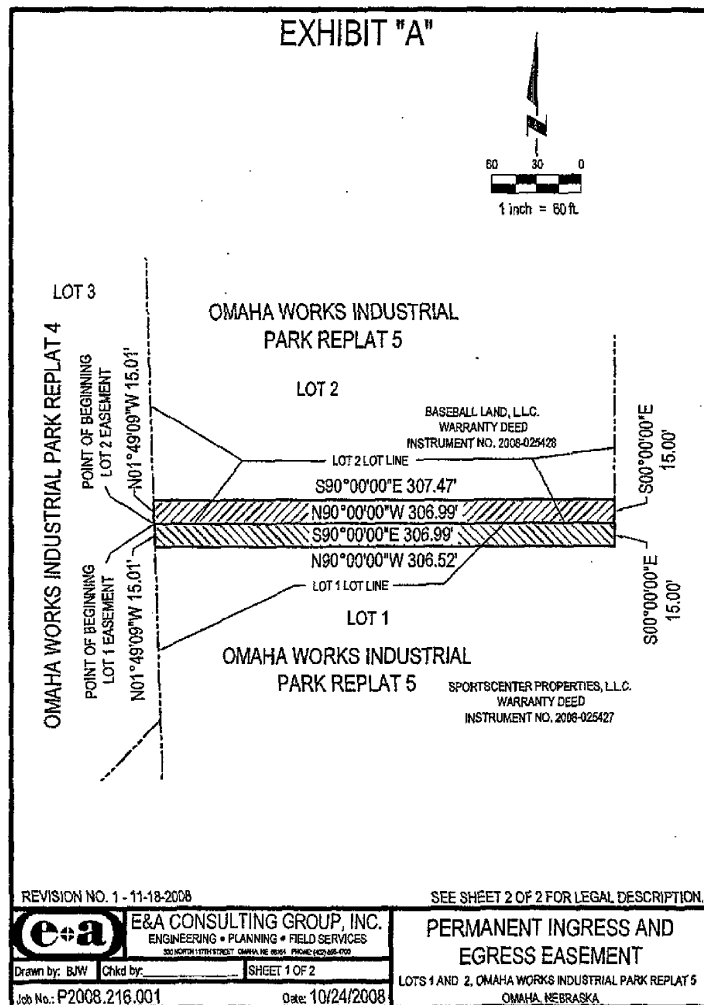 EXHIBIT "A"
60 30 0
1 inch = 60 ft.
LOT 3
OMAHA WORKS INDUSTRIAL PARK REPLAT 4
OMAHA WORKS INDUSTRIAL
PARK REPLAT 5
LOT 2
BASEBALL LAND, L.L.C.
WARRANTY DEED
INSTRUMENT NO. 2008-025428
LOT 2 LOT LINE
POINT OF BEGINNING
LOT 2 EASEMENT
N01°49'09"W 15.01'
S90°00'00"E 307.47'
N90°00'00"W 306.99'
S90°00'00"E 306.99'
N90°00'00"W 306.52'
S00°00'00"E
15.00'
S00°00'00"E
15.00'
POINT OF BEGINNING
LOT 1 EASEMENT
N01°49'09"W 15.01'
LOT 1 LOT LINE
LOT 1
OMAHA WORKS INDUSTRIAL
PARK REPLAT 5
SPORTSCENTER PROPERTIES, L.L.C.
WARRANTY DEED
INSTRUMENT NO. 2008-025427
REVISION NO. 1 - 11-18-2008
SEE SHEET 2 OF 2 FOR LEGAL DESCRIPTION.
e+a
E&A CONSULTING GROUP, INC.
ENGINEERING • PLANNING • FIELD SERVICES
Drawn by: BJW Chkd by: SHEET 1 OF 2
Job No.: P2008.216.001 Date: 10/24/2008
PERMANENT INGRESS AND
EGRESS EASEMENT
LOTS 1 AND 2, OMAHA WORKS INDUSTRIAL PARK REPLAT 5
OMAHA, NEBRASKA